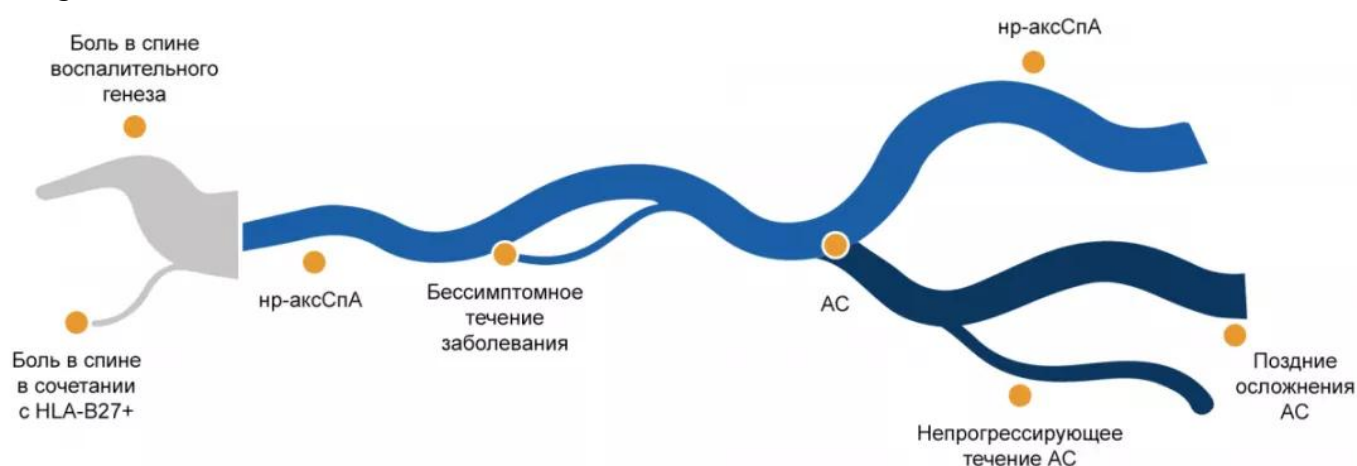 Боль в спине
воспалительного
генеза
Боль в спине
в сочетании
с HLA-B27+
нр-аксСпА
Бессимптомное
течение
заболевания
АС
нр-аксСпА
Непрогрессирующее
течение АС
Поздние
осложнения
АС